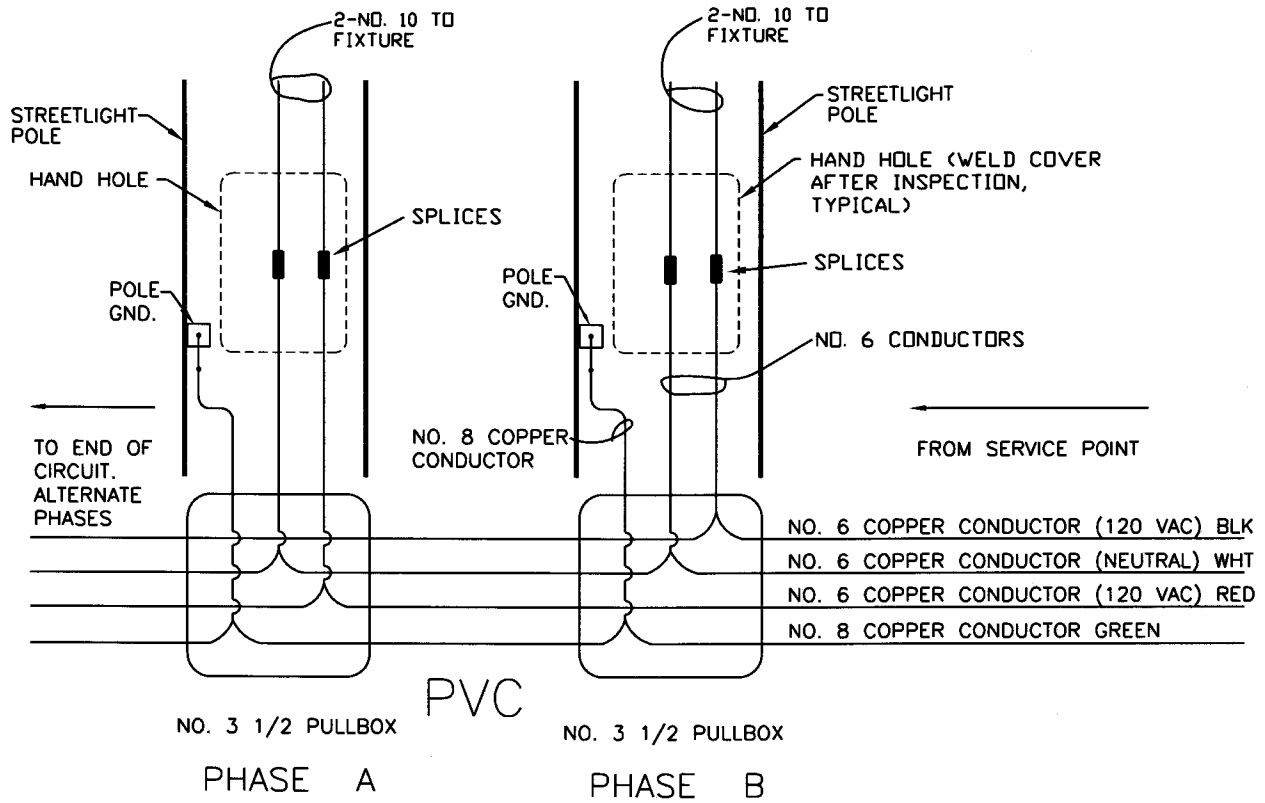 2-NO. 10 TO
FIXTURE
2-NO. 10 TO
FIXTURE
STREETLIGHT
POLE
STREETLIGHT
POLE
HAND HOLE
HAND HOLE (WELD COVER
AFTER INSPECTION,
TYPICAL)
SPLICES
SPLICES
POLE
GND.
POLE
GND.
NO. 6 CONDUCTORS
NO. 8 COPPER
CONDUCTOR
TO END OF
CIRCUIT.
ALTERNATE
PHASES
FROM SERVICE POINT
NO. 6 COPPER CONDUCTOR (120 VAC) BLK
NO. 6 COPPER CONDUCTOR (NEUTRAL) WHT
NO. 6 COPPER CONDUCTOR (120 VAC) RED
NO. 8 COPPER CONDUCTOR GREEN
PVC
NO. 3 1/2 PULLBOX
NO. 3 1/2 PULLBOX
PHASE A
PHASE B